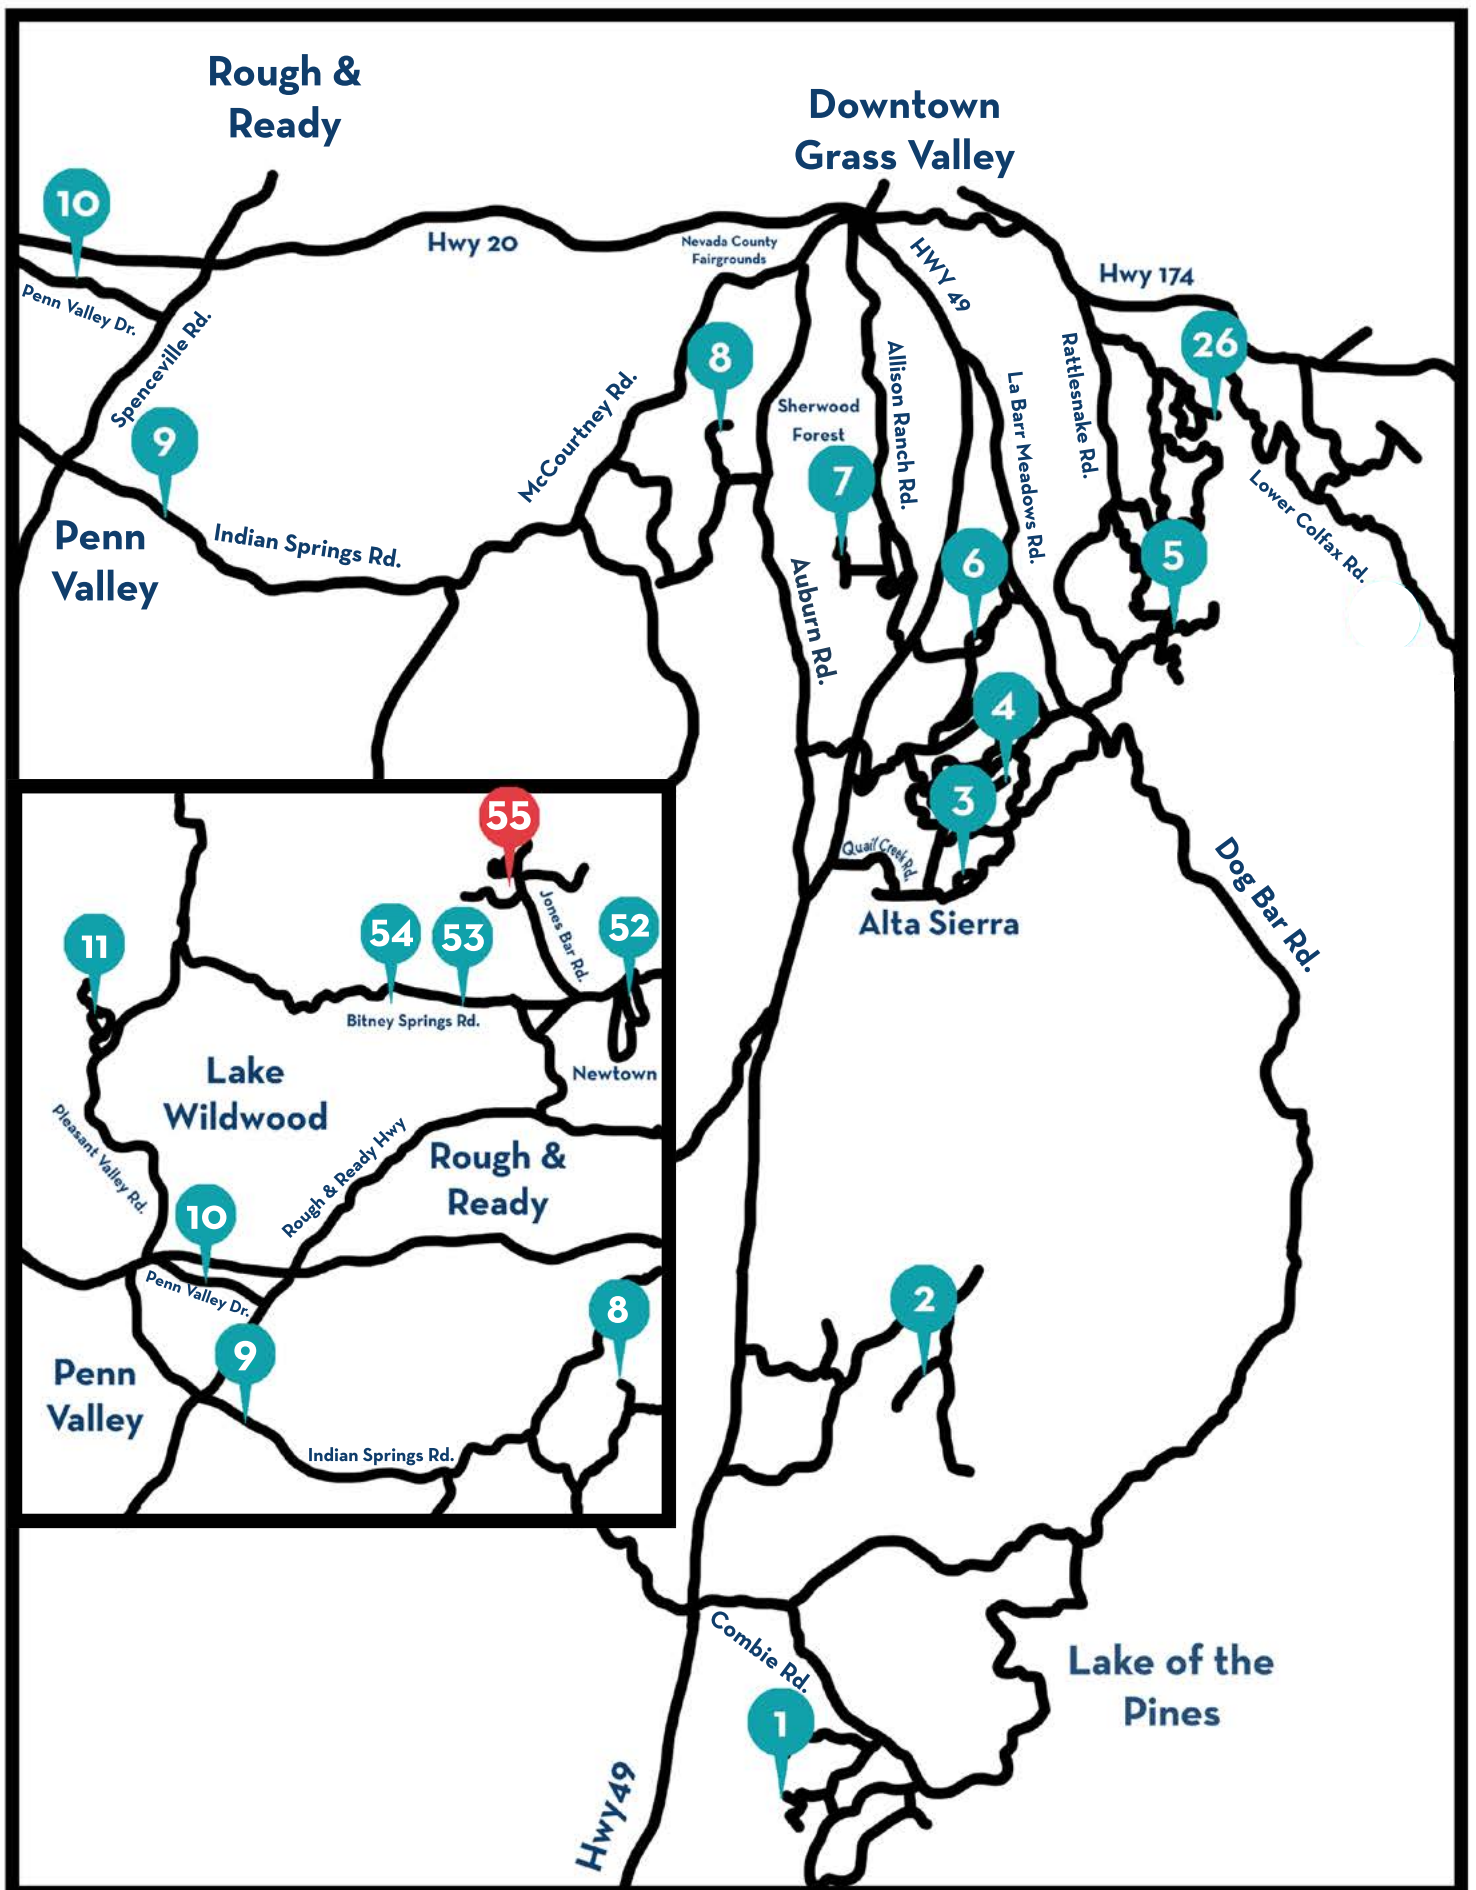 Rough &
Ready
Downtown
Grass Valley
10
Hwy 20
Nevada County
Fairgrounds
HWY 49
Hwy 174
Penn Valley Dr.
Spenceville Rd.
26
8
Rattlesnake Rd.
Allison Ranch Rd.
La Barr Meadows Rd.
McCourtney Rd.
Sherwood
Forest
9
7
Lower Colfax Rd.
Penn
Valley
Indian Springs Rd.
6
5
Auburn Rd.
4
3
Quail Creek Rd.
Alta Sierra
Dog Bar Rd.
55
54
53
52
11
Jones Bar Rd.
Bitney Springs Rd.
Lake
Wildwood
Newtown
Pleasant Valley Rd.
Rough & Ready Hwy
Rough &
Ready
10
Penn Valley Dr.
8
9
Penn
Valley
Indian Springs Rd.
2
Combie Rd.
Lake of the
Pines
1
Hwy49